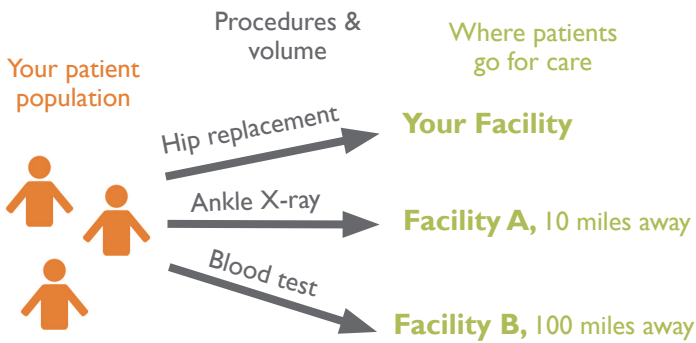 Your patient
population
Procedures &
volume
Where patients
go for care
Hip replacement
Your Facility
Ankle X-ray
Facility A, 10 miles away
Blood test
Facility B, 100 miles away